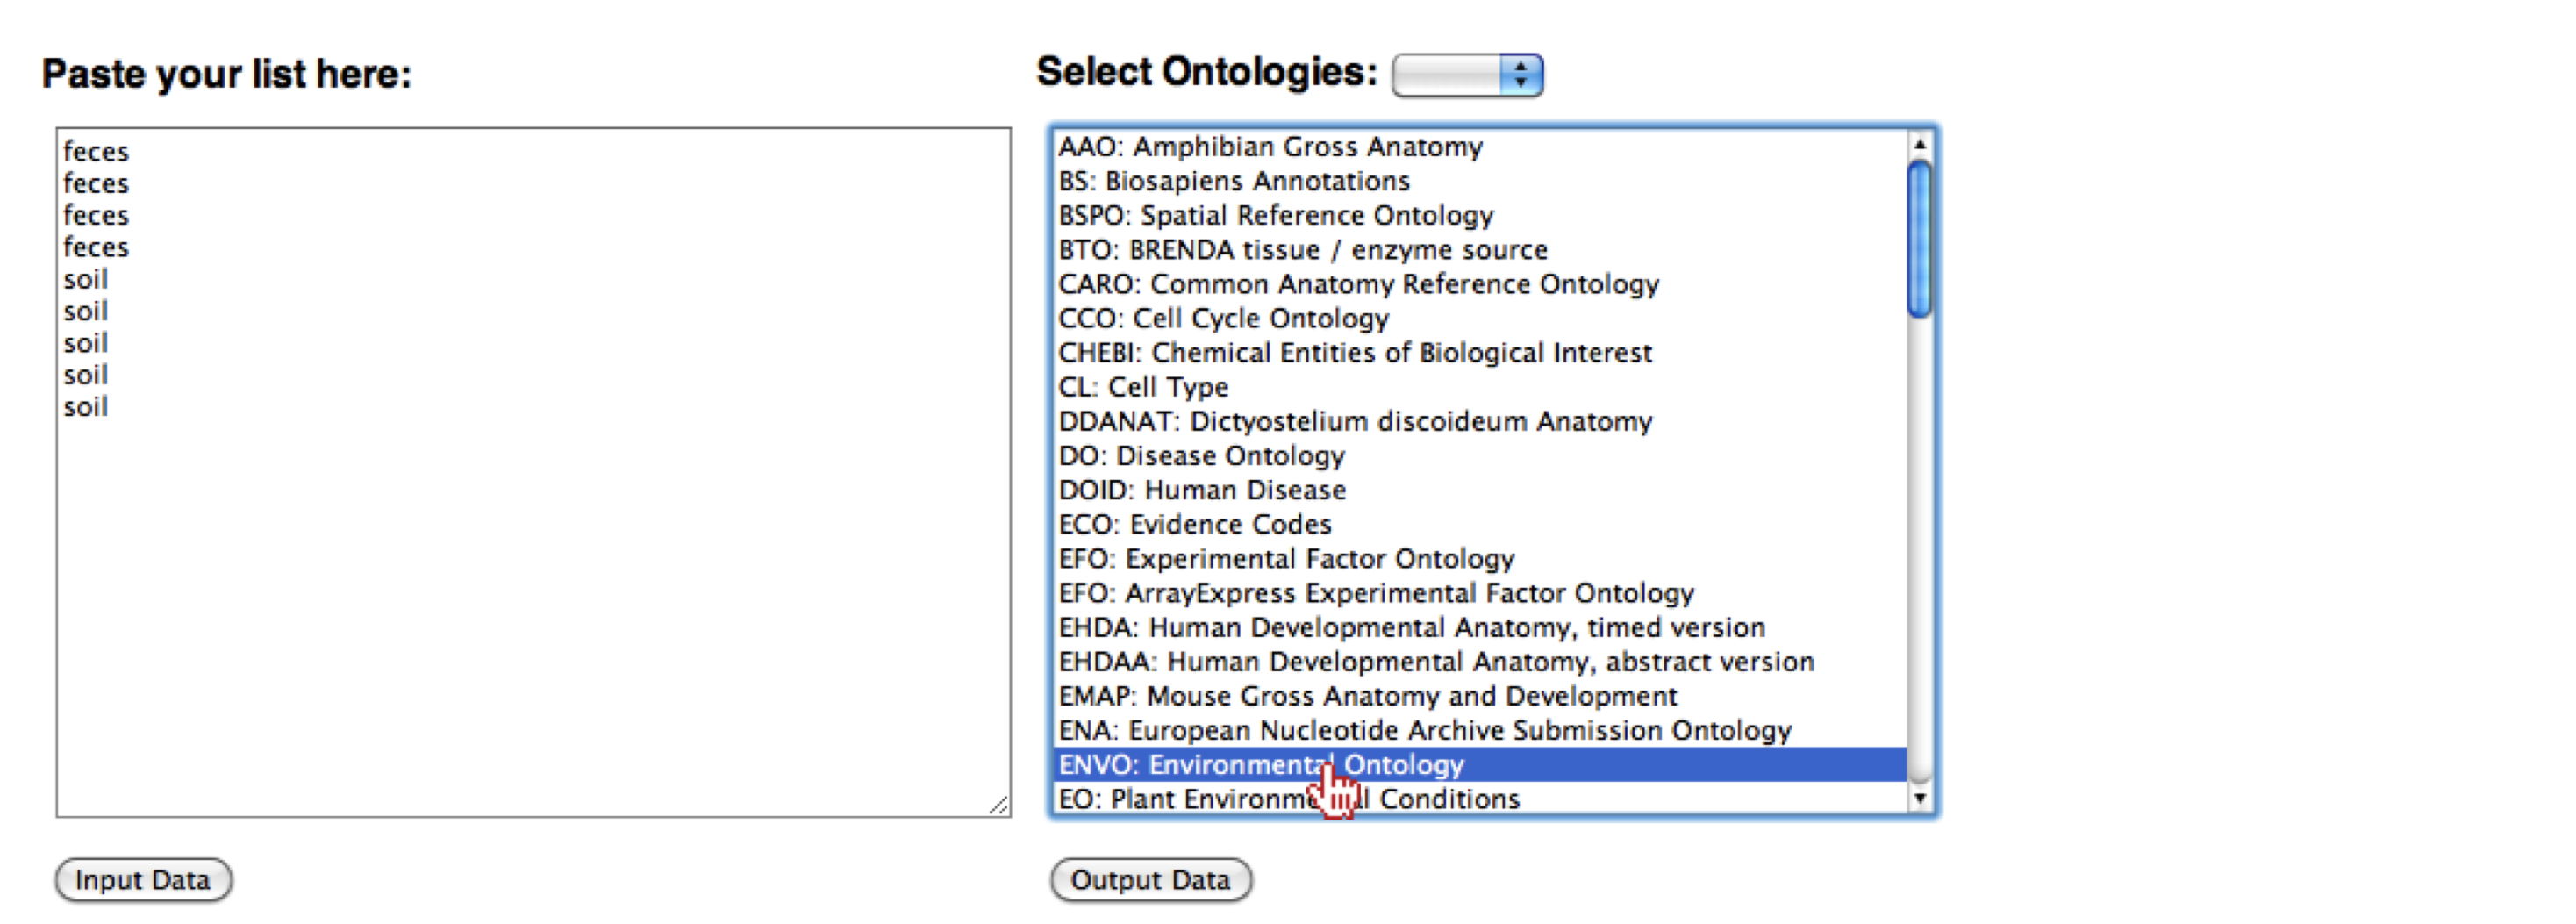 Paste your list here:
feces
feces
feces
feces
soil
soil
soil
soil
soil
Input Data
Select Ontologies:
AAO: Amphibian Gross Anatomy
BS: Biosapiens Annotations
BSPO: Spatial Reference Ontology
BTO: BRENDA tissue / enzyme source
CARO: Common Anatomy Reference Ontology
CCO: Cell Cycle Ontology
CHEBI: Chemical Entities of Biological Interest
CL: Cell Type
DDANAT: Dictyostelium discoideum Anatomy
DO: Disease Ontology
DOID: Human Disease
ECO: Evidence Codes
EFO: Experimental Factor Ontology
EFO: ArrayExpress Experimental Factor Ontology
EHDA: Human Developmental Anatomy, timed version
EHDAA: Human Developmental Anatomy, abstract version
EMAP: Mouse Gross Anatomy and Development
ENA: European Nucleotide Archive Submission Ontology
ENVO: Environmental Ontology
EO: Plant Environmental Conditions
Output Data